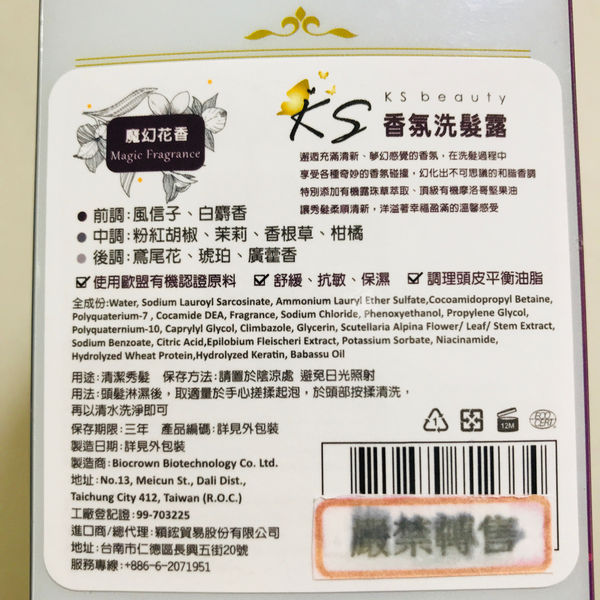 魔幻花香
Magic Fragrance
KS
KS beauty
香氛洗髮露
邂逅充滿清新、夢幻感覺的香氛，在洗髮過程中
享受各種奇妙的香氛碰撞，幻化出不可思議的和脂香調
特別添加有機露珠草萃取、頂級有機摩洛哥堅果油
讓秀髮柔順清新，洋溢著幸福盈滿的溫馨感受
前調:風信子、白麝香
中調:粉紅胡椒、茉莉、香根草、柑橘
後調:鳶尾花、琥珀、廣藿香
使用歐盟有機認證原料 舒緩、抗敏、保濕 調理頭皮平衡油脂
全成份:Water, Sodium Lauroyl Sarcosinate, Ammonium Lauryl Ether Sulfate,Cocoamidopropyl Betaine,
Polyquaterium-7 , Cocamide DEA, Fragrance, Sodium Chloride, Phenoxyethanol, Propylene Glycol,
Polyquaternium-10, Caprylyl Glycol, Climbazole, Glycerin, Scutellaria Alpina Flower/ Leaf/ Stem Extract,
Sodium Benzoate, Citric Acid,Epilobium Fleischeri Extract, Potassium Sorbate, Niacinamide,
Hydrolyzed Wheat Protein,Hydrolyzed Keratin, Babassu Oil
用途:清潔秀髮 保存方法:請置於陰涼處 避免日光照射
用法:頭髮淋濕後，取適量於手心搓揉起泡，於頭部按揉清洗，
再以清水洗淨即可
保存期限:三年 產品編碼:詳見外包裝
製造日期:詳見外包裝
製造商:Biocrown Biotechnology Co. Ltd.
地址:No.13, Meicun St., Dali Dist.,
Taichung City 412, Taiwan (R.O.C.)
工廠登記證:99-703225
進口商/總代理:穎鋐貿易股份有限公司
地址:台南市仁德區長興五街20號
服務專線:+886-6-2071951
1
12M
ECO
CERT
嚴禁轉售